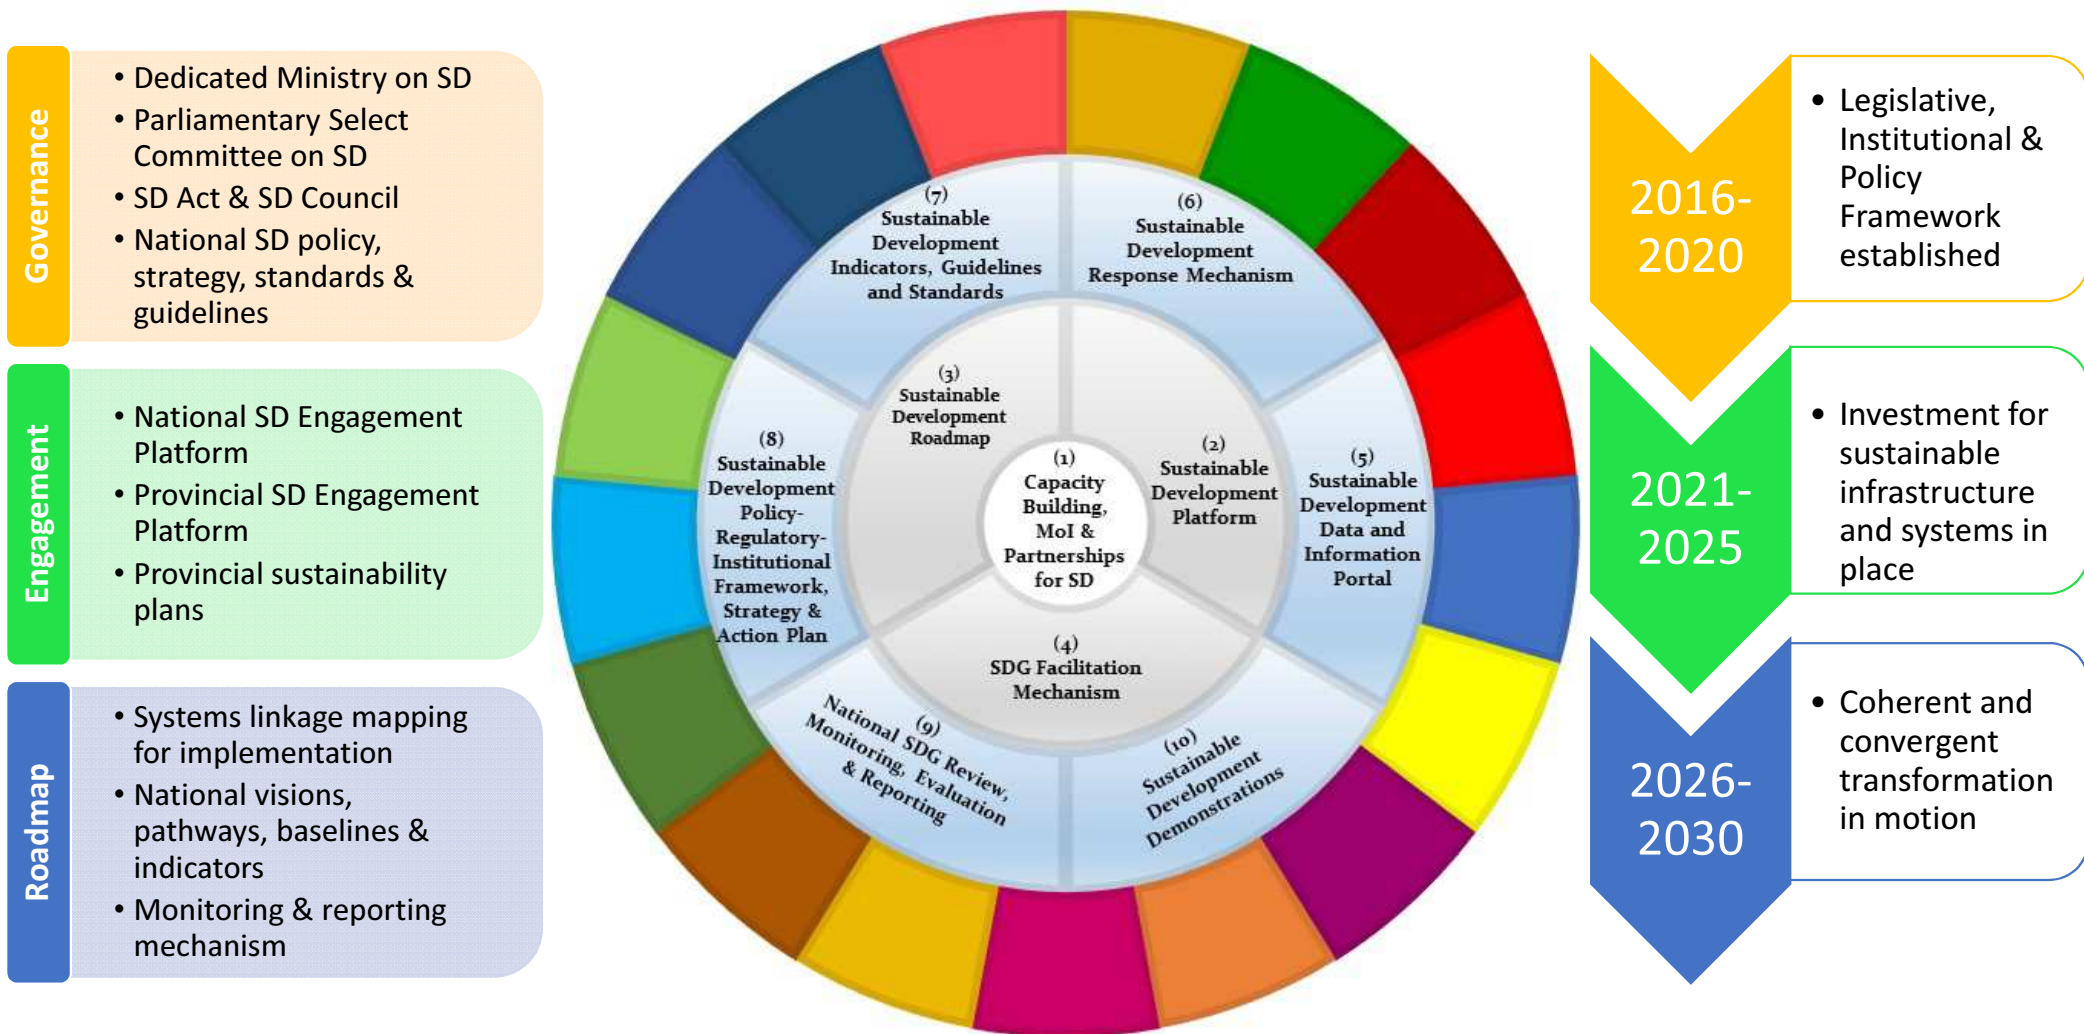 Governance
• Dedicated Ministry on SD
• Parliamentary Select
Committee on SD
• SD Act & SD Council
• National SD policy,
strategy, standards &
guidelines
Engagement
• National SD Engagement
Platform
• Provincial SD Engagement
Platform
• Provincial sustainability
plans
Roadmap
• Systems linkage mapping
for implementation
• National visions,
pathways, baselines &
indicators
• Monitoring & reporting
mechanism
(1)
Capacity
Building,
MoI &
Partnerships
for SD
(2)
Sustainable
Development
Platform
(3)
Sustainable
Development
Roadmap
(4)
SDG Facilitation
Mechanism
(5)
Sustainable
Development
Data and
Information
Portal
(6)
Sustainable
Development
Response Mechanism
(7)
Sustainable
Development
Indicators, Guidelines
and Standards
(8)
Sustainable
Development
Policy-
Regulatory-
Institutional
Framework,
Strategy &
Action Plan
(9)
National SDG Review,
Monitoring, Evaluation
& Reporting
(10)
Sustainable
Development
Demonstrations
2016-
2020
• Legislative,
Institutional &
Policy
Framework
established
2021-
2025
• Investment for
sustainable
infrastructure
and systems in
place
2026-
2030
• Coherent and
convergent
transformation
in motion